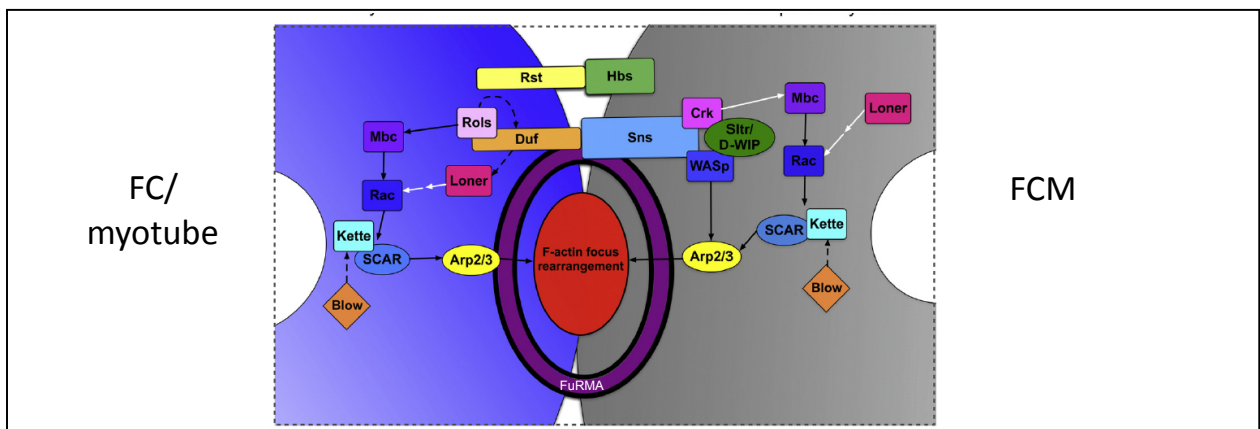 Rst
Hbs
Rols
Duf
Mbc
Loner
Rac
Kette
SCAR
Arp2/3
Blow
Sns
Crk
Sltr/
D-WIP
WASp
Mbc
Loner
Rac
SCAR
Kette
Arp2/3
Blow
F-actin focus
rearrangement
FuRMA
FC/
myotube
FCM